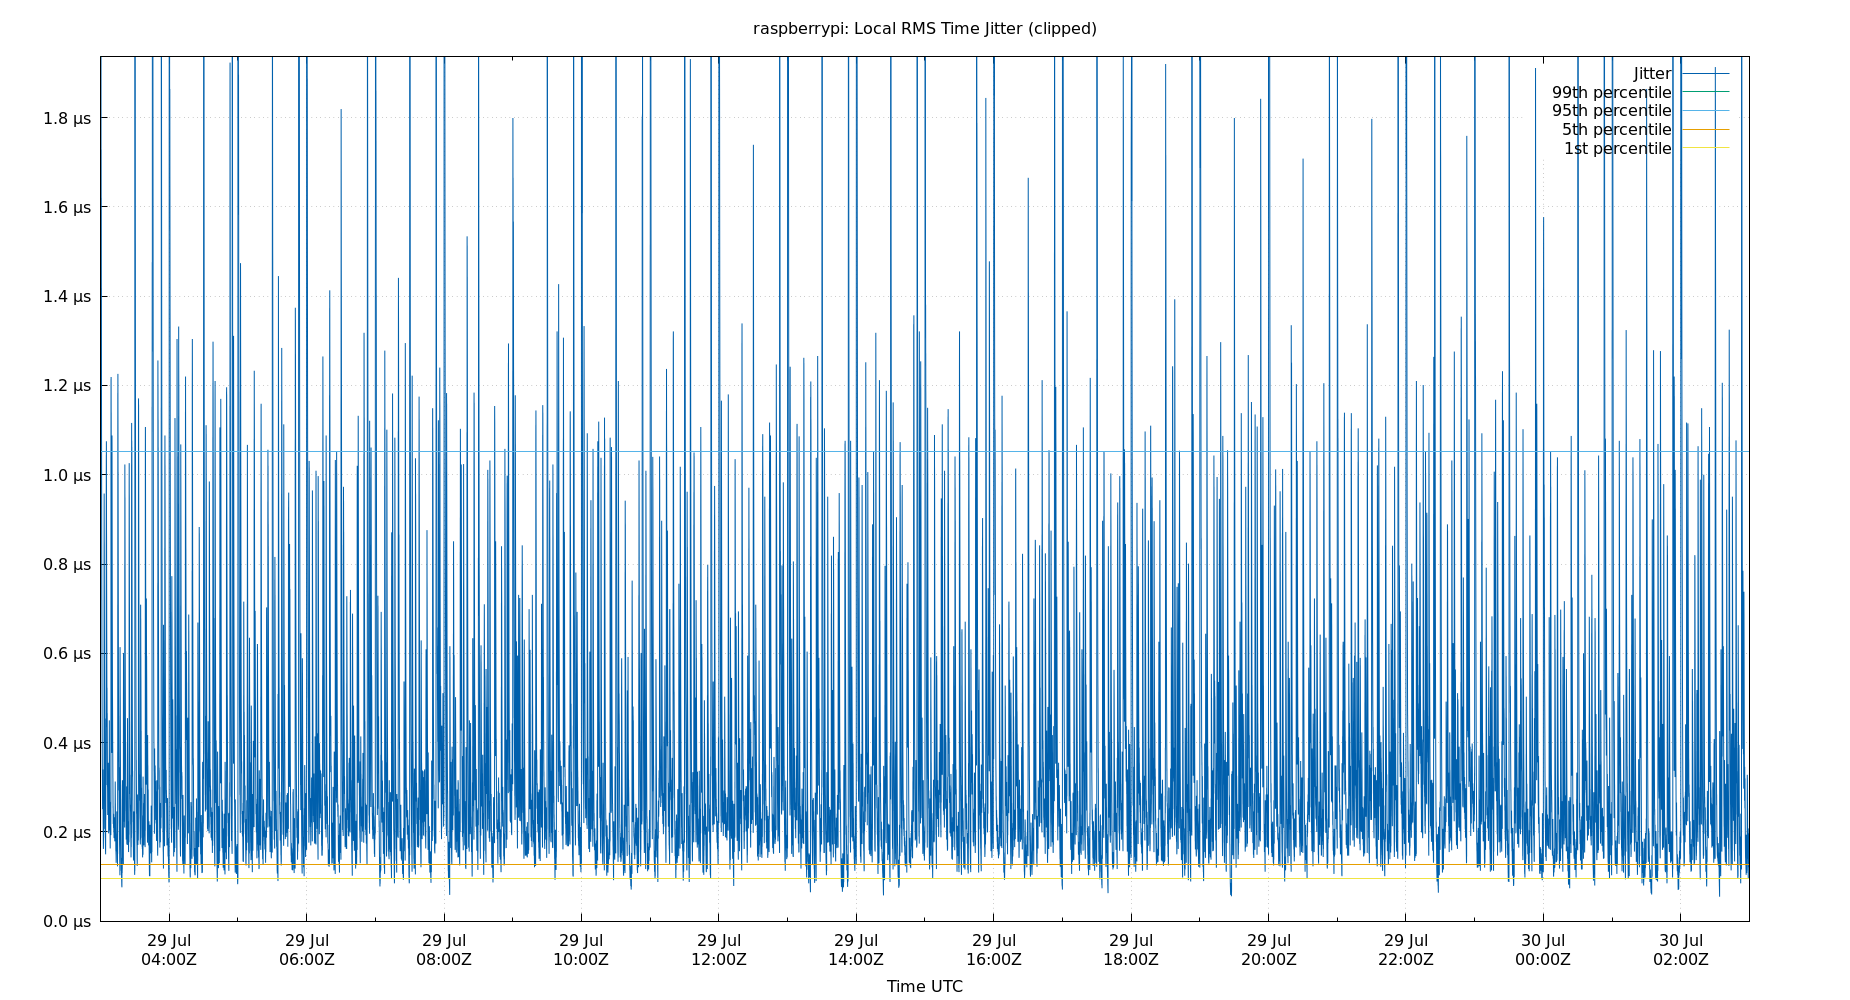 raspberrypi: Local RMS Time Jitter (clipped)
Jitter
99th percentile
95th percentile
5th percentile
1st percentile
1.8 µs
1.6 µs
1.4 µs
1.2 µs
1.0 µs
0.8 µs
0.6 µs
0.4 µs
0.2 µs
0.0 µs
29 Jul 29 Jul 29 Jul 29 Jul 29 Jul 29 Jul 29 Jul 29 Jul 29 Jul 29 Jul 30 Jul 30 Jul
04:00Z 06:00Z 08:00Z 10:00Z 12:00Z 14:00Z 16:00Z 18:00Z 20:00Z 22:00Z 00:00Z 02:00Z
Time UTC